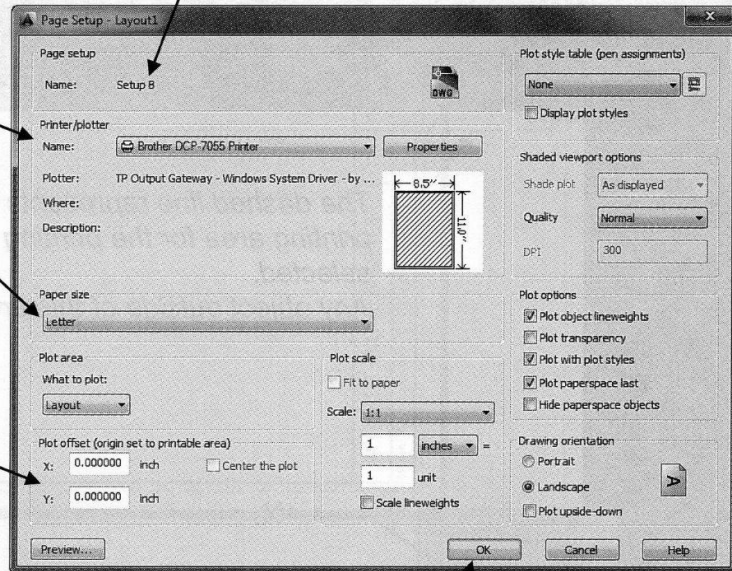 Page Setup - Layout1
Page setup
Name: Setup B
DWG
Printer/plotter
Name: Brother DCP-7055 Printer
Properties
Plotter: TP Output Gateway - Windows System Driver - by ...
Where:
Description:
8.5''
11.0''
Paper size
Letter
Plot area
What to plot:
Layout
Plot offset (origin set to printable area)
X: 0.000000 inch
Center the plot
Y: 0.000000 inch
Plot scale
Fit to paper
Scale: 1:1
1 inches =
1 unit
Scale lineweights
Plot style table (pen assignments)
None
Display plot styles
Shaded viewport options
Shade plot As displayed
Quality Normal
DPI 300
Plot options
Plot object lineweights
Plot transparency
Plot with plot styles
Plot paperspace last
Hide paperspace objects
Drawing orientation
Portrait
Landscape
A
Plot upside-down
Preview...
OK
Cancel
Help